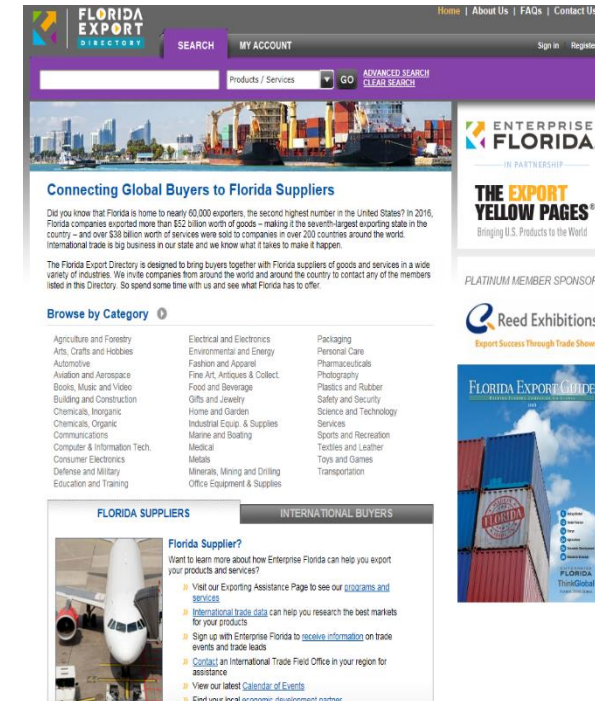 FLORIDA
EXPORT
DIRECTORY
Home | About Us | FAQs | Contact Us
SEARCH
MY ACCOUNT
Sign in
Register
Products / Services
GO
ADVANCED SEARCH
CLEAR SEARCH
Connecting Global Buyers to Florida Suppliers
Did you know that Florida is home to nearly 60,000 exporters, the second highest number in the United States? In 2016,
Florida companies exported more than $52 billion worth of goods – making it the seventh-largest exporting state in the
country – and over $38 billion worth of services were sold to companies in over 200 countries around the world.
International trade is big business in our state and we know what it takes to make it happen.
The Florida Export Directory is designed to bring buyers together with Florida suppliers of goods and services in a wide
variety of industries. We invite companies from around the world and around the country to contact any of the members
listed in this Directory. So spend some time with us and see what Florida has to offer.
Browse by Category
Agriculture and Forestry
Arts, Crafts and Hobbies
Automotive
Aviation and Aerospace
Books, Music and Video
Building and Construction
Chemicals, Inorganic
Chemicals, Organic
Communications
Computer & Information Tech.
Consumer Electronics
Defense and Military
Education and Training
Electrical and Electronics
Environmental and Energy
Fashion and Apparel
Fine Art, Antiques & Collect.
Food and Beverage
Gifts and Jewelry
Home and Garden
Industrial Equip. & Supplies
Marine and Boating
Medical
Metals
Minerals, Mining and Drilling
Office Equipment & Supplies
Packaging
Personal Care
Pharmaceuticals
Photography
Plastics and Rubber
Safety and Security
Science and Technology
Services
Sports and Recreation
Textiles and Leather
Toys and Games
Transportation
FLORIDA SUPPLIERS
INTERNATIONAL BUYERS
Florida Supplier?
Want to learn more about how Enterprise Florida can help you export
your products and services?
Visit our Exporting Assistance Page to see our programs and
services
International trade data can help you research the best markets
for your products
Sign up with Enterprise Florida to receive information on trade
events and trade leads
Contact an International Trade Field Office in your region for
assistance
View our latest Calendar of Events
Find your local economic development partner
ENTERPRISE
FLORIDA
IN PARTNERSHIP
THE EXPORT
YELLOW PAGES®
Bringing U.S. Products to the World
PLATINUM MEMBER SPONSOR
Reed Exhibitions
Export Success Through Trade Shows
FLORIDA EXPORT GUIDE
FLORIDA
FLORIDA
ThinkGlobal